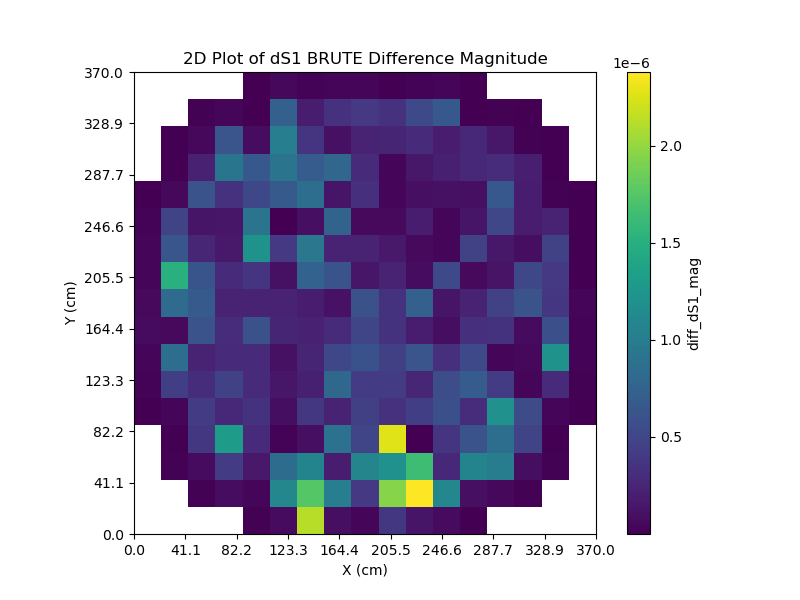 2D Plot of dS1 BRUTE Difference Magnitude
1e−6
370.0
328.9
287.7
246.6
205.5
164.4
123.3
82.2
41.1
0.0
Y (cm)
0.0 41.1 82.2 123.3 164.4 205.5 246.6 287.7 328.9 370.0
X (cm)
2.0
1.5
1.0
0.5
diff_dS1_mag